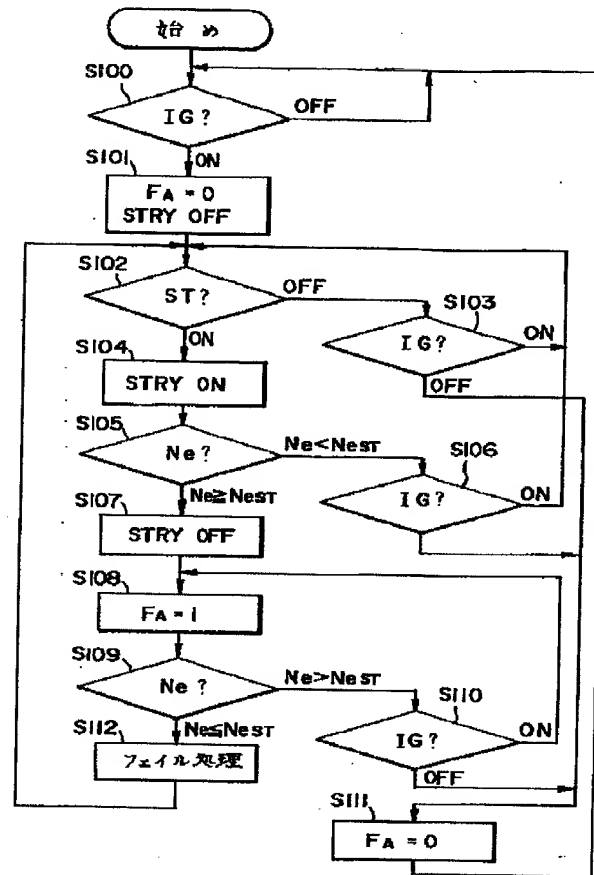 始め
S100
IG?
OFF
ON
S101
FA = 0
STRY OFF
S102
ST?
OFF
S103
IG?
ON
OFF
ON
S104
STRY ON
S105
Ne?
Ne<NEST
S106
IG?
ON
Ne≧NEST
S107
STRY OFF
S108
FA = 1
S109
Ne?
Ne>NEST
S110
IG?
ON
OFF
Ne≦NEST
S112
フェイル処理
S111
FA = 0